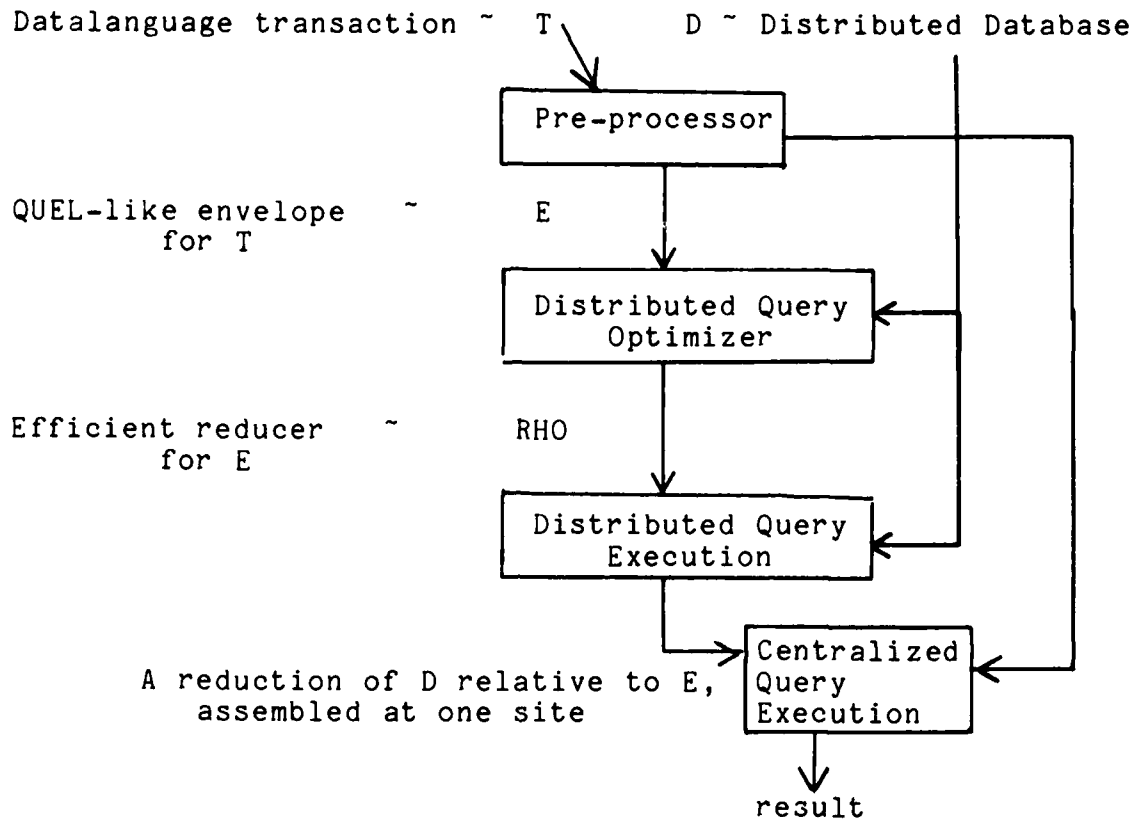 Datalanguage transaction ~ T D ~ Distributed Database
Pre-processor
QUEL-like envelope ~ E
for T
Distributed Query
Optimizer
Efficient reducer ~ RHO
for E
Distributed Query
Execution
Centralized
Query
Execution
A reduction of D relative to E,
assembled at one site
result